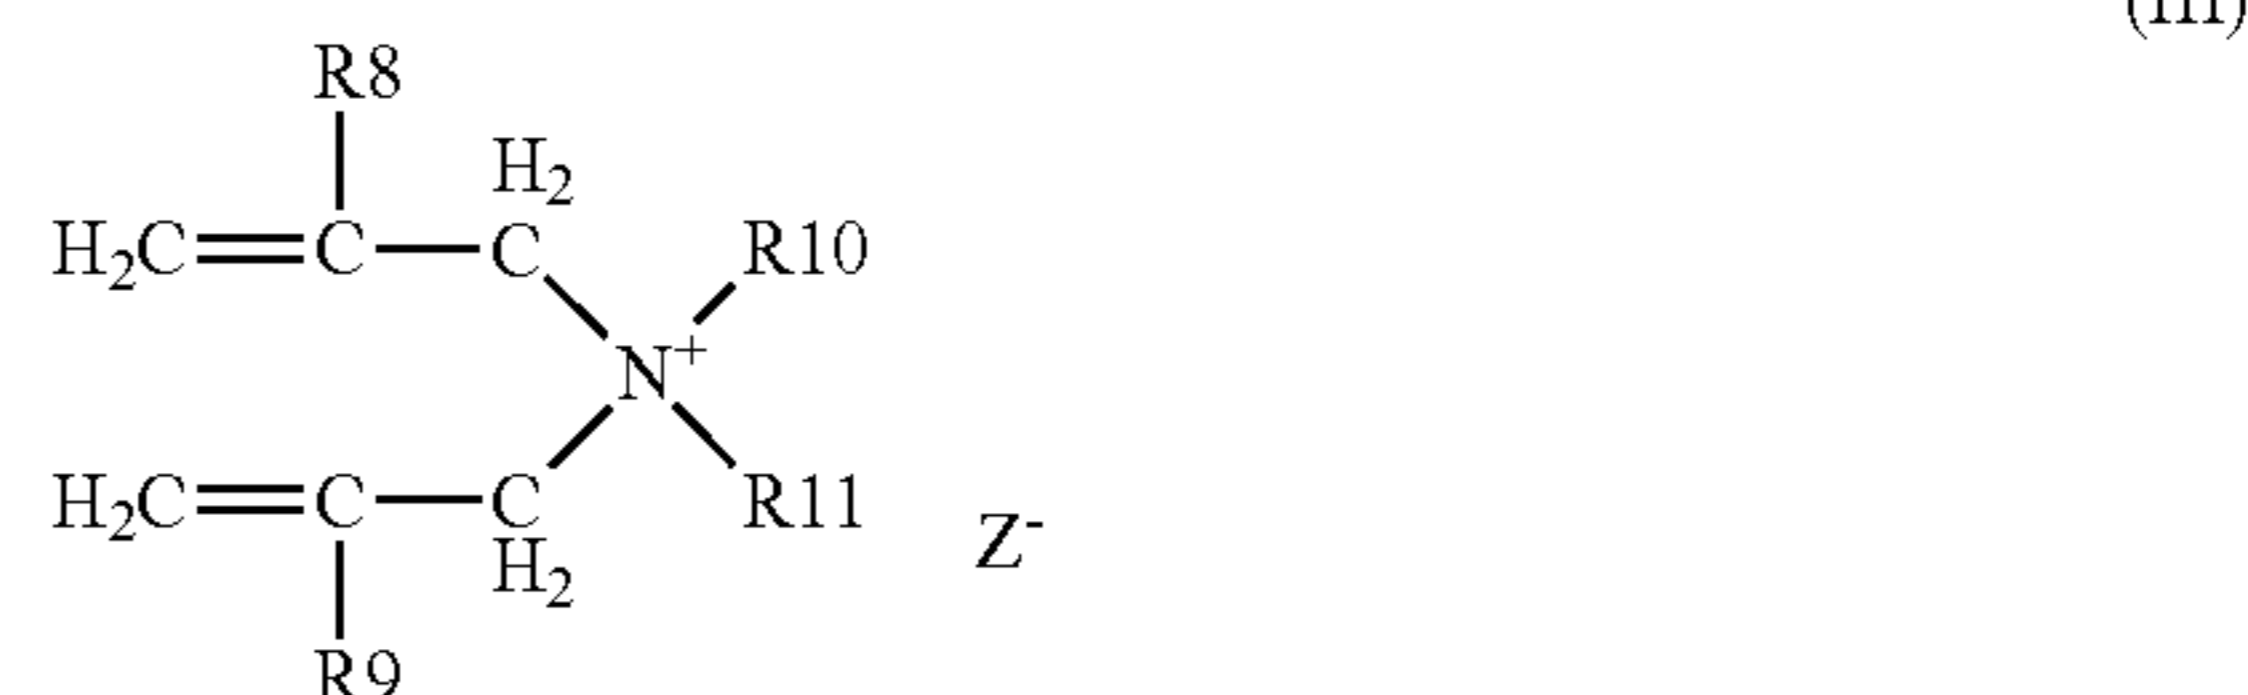 (III)
R8
H₂
H₂C=C—C R10
N⁺
H₂C=C—C R11
H₂ Z⁻
R9